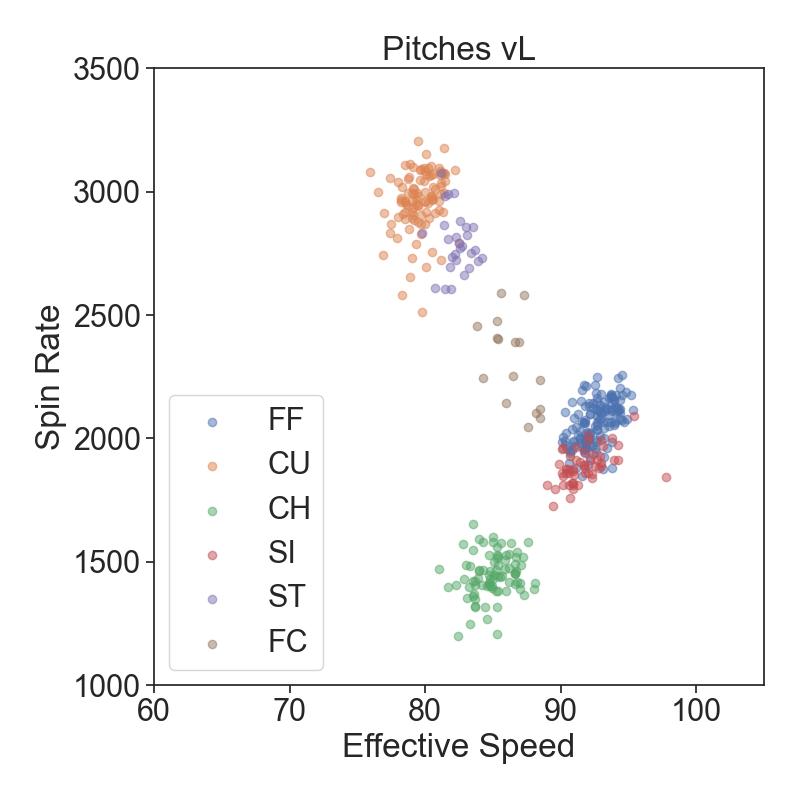 Pitches vL
3500
3000
2500
2000
1500
1000
Spin Rate
FF
CU
CH
SI
ST
FC
60 70 80 90 100
Effective Speed